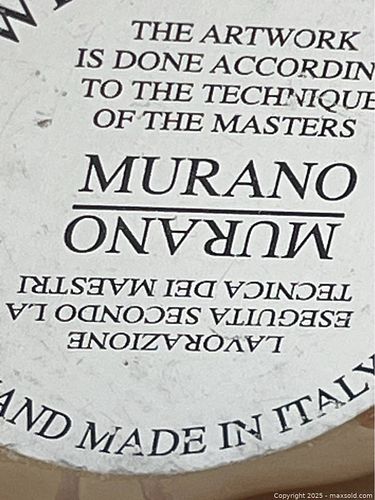 THE ARTWORK
IS DONE ACCORDIN
TO THE TECHNIQUE
OF THE MASTERS
MURANO
MURANO
LAVORAZIONE
ESEGUITA SECONDO LA
TECNICA DEI MAESTRI
AND MADE IN ITALY
Copyright 2025 - maxsold.com